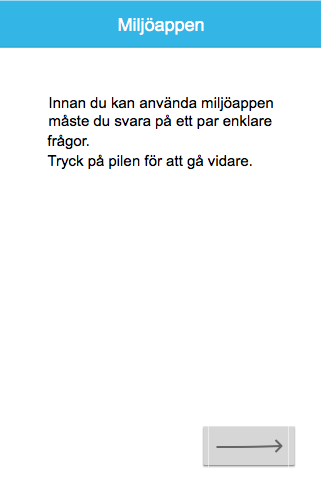 Miljöappen
Innan du kan använda miljöappen
måste du svara på ett par enklare
frågor.
Tryck på pilen för att gå vidare.